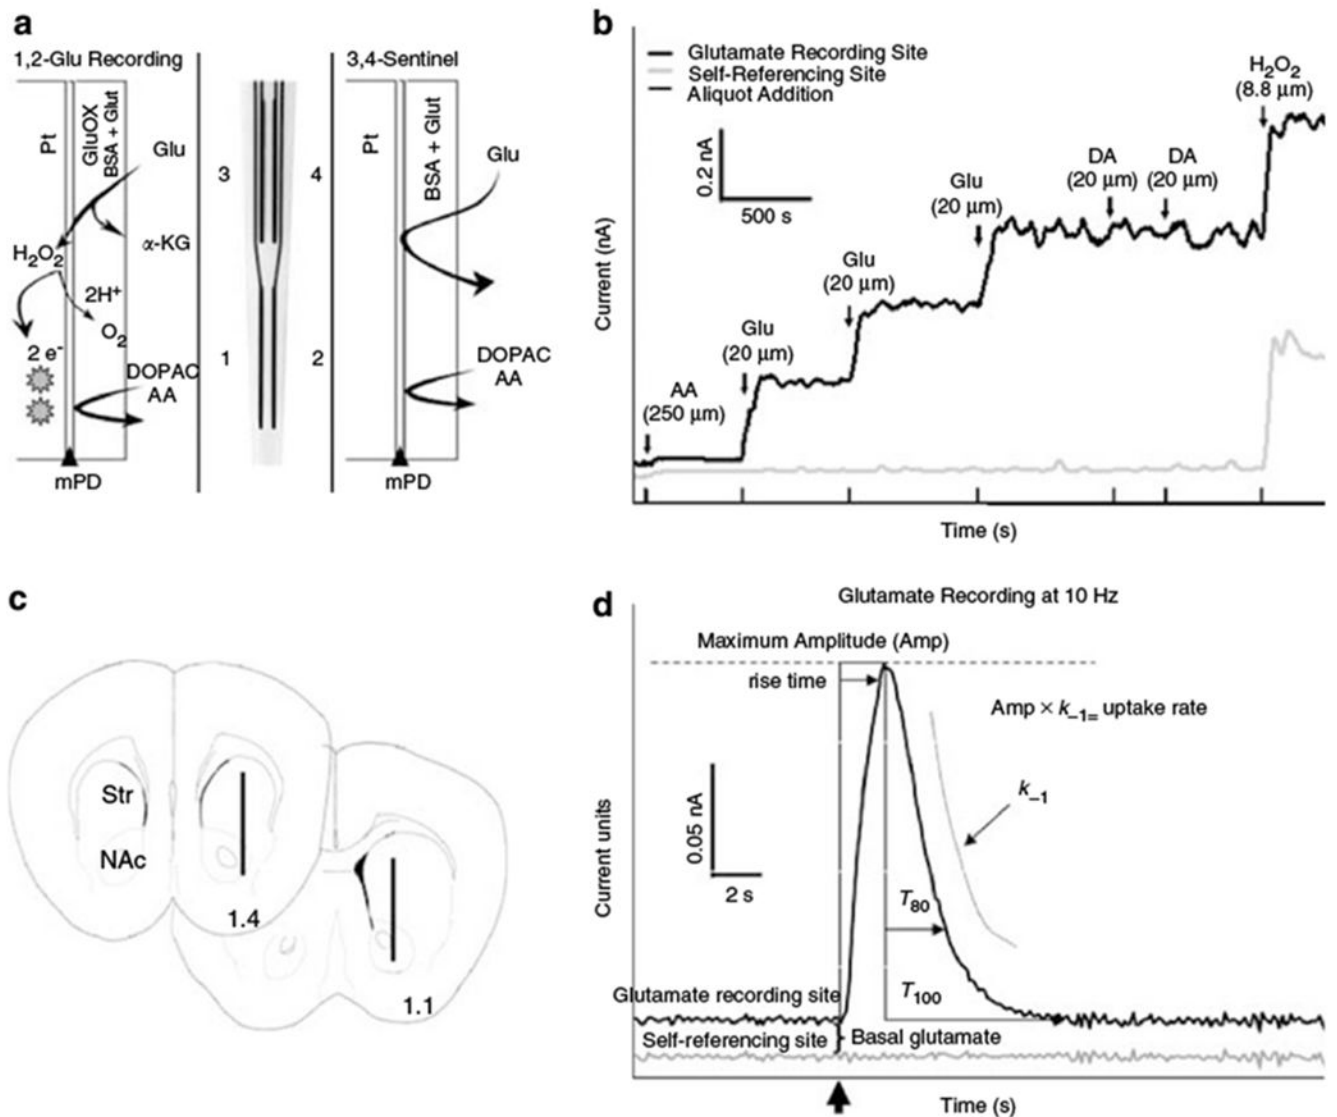 a
1,2-Glu Recording
3,4-Sentinel
Pt
GluOX
BSA + Glut
Glu
H₂O₂
α-KG
2H⁺
O₂
2 e⁻
DOPAC
AA
mPD
3
4
1
2
Pt
BSA + Glut
Glu
DOPAC
AA
mPD
b
Glutamate Recording Site
Self-Referencing Site
Aliquot Addition
0.2 nA
500 s
Current (nA)
AA
(250 μm)
Glu
(20 μm)
Glu
(20 μm)
Glu
(20 μm)
DA
(20 μm)
DA
(20 μm)
H₂O₂
(8.8 μm)
Time (s)
c
Str
NAc
1.4
1.1
d
Glutamate Recording at 10 Hz
Maximum Amplitude (Amp)
rise time
Amp × k₋₁₌ uptake rate
k₋₁
0.05 nA
2 s
Current units
T₈₀
T₁₀₀
Glutamate recording site
Self-referencing site
Basal glutamate
Time (s)